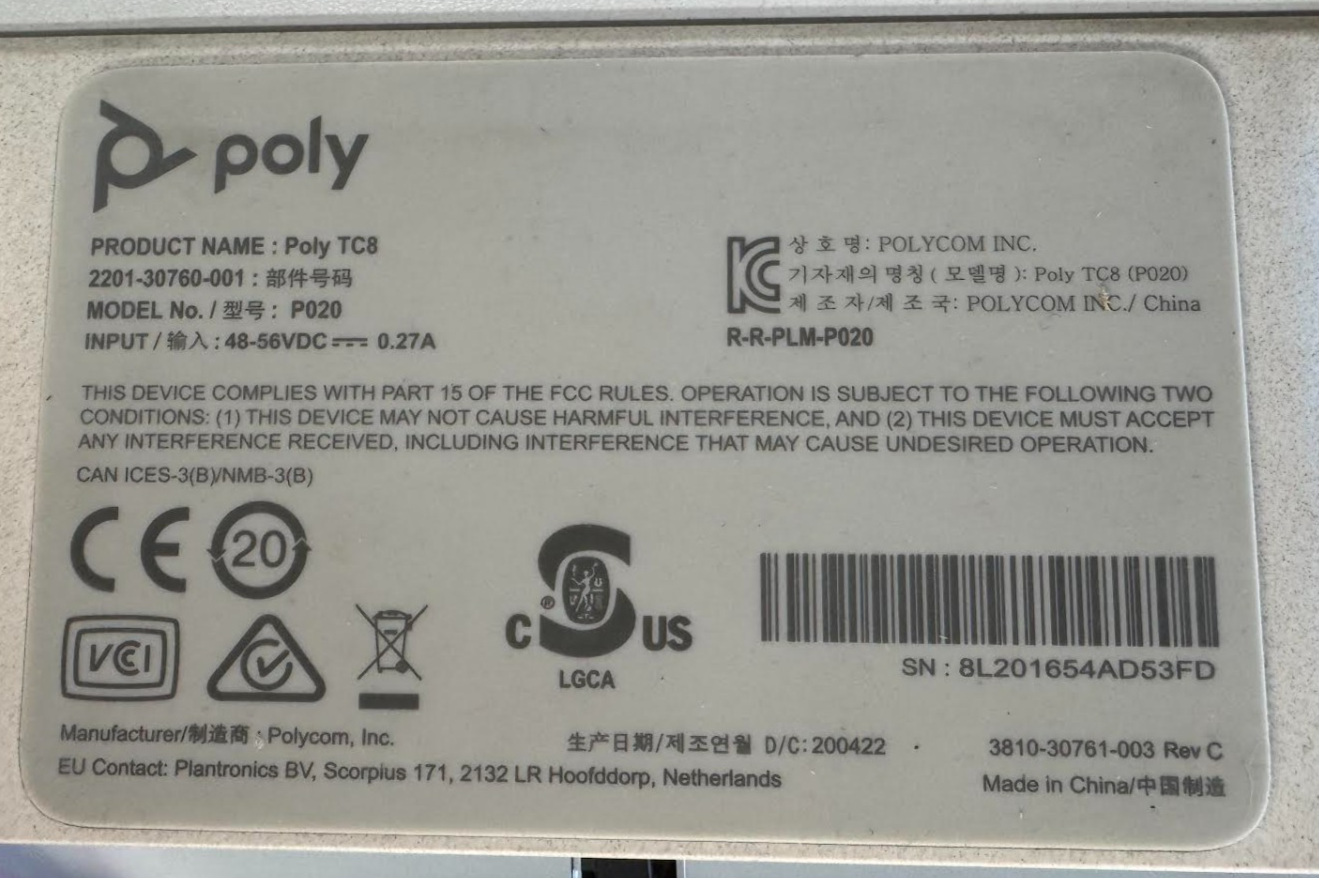 poly
PRODUCT NAME : Poly TC8
2201-30760-001 : 部件号码
MODEL No. / 型号 : P020
INPUT / 输入 : 48-56VDC ⎓ 0.27A
상 호 명: POLYCOM INC.
기자재의 명칭 ( 모델명 ): Poly TC8 (P020)
제 조 자/제 조 국: POLYCOM INC./ China
R-R-PLM-P020
THIS DEVICE COMPLIES WITH PART 15 OF THE FCC RULES. OPERATION IS SUBJECT TO THE FOLLOWING TWO
CONDITIONS: (1) THIS DEVICE MAY NOT CAUSE HARMFUL INTERFERENCE, AND (2) THIS DEVICE MUST ACCEPT
ANY INTERFERENCE RECEIVED, INCLUDING INTERFERENCE THAT MAY CAUSE UNDESIRED OPERATION.
CAN ICES-3(B)/NMB-3(B)
CE 20
VCI
C S ® US
LGCA
SN : 8L201654AD53FD
Manufacturer/制造商 : Polycom, Inc.
生产日期/제조연월 D/C:200422
3810-30761-003 Rev C
EU Contact: Plantronics BV, Scorpius 171, 2132 LR Hoofddorp, Netherlands
Made in China/中国制造